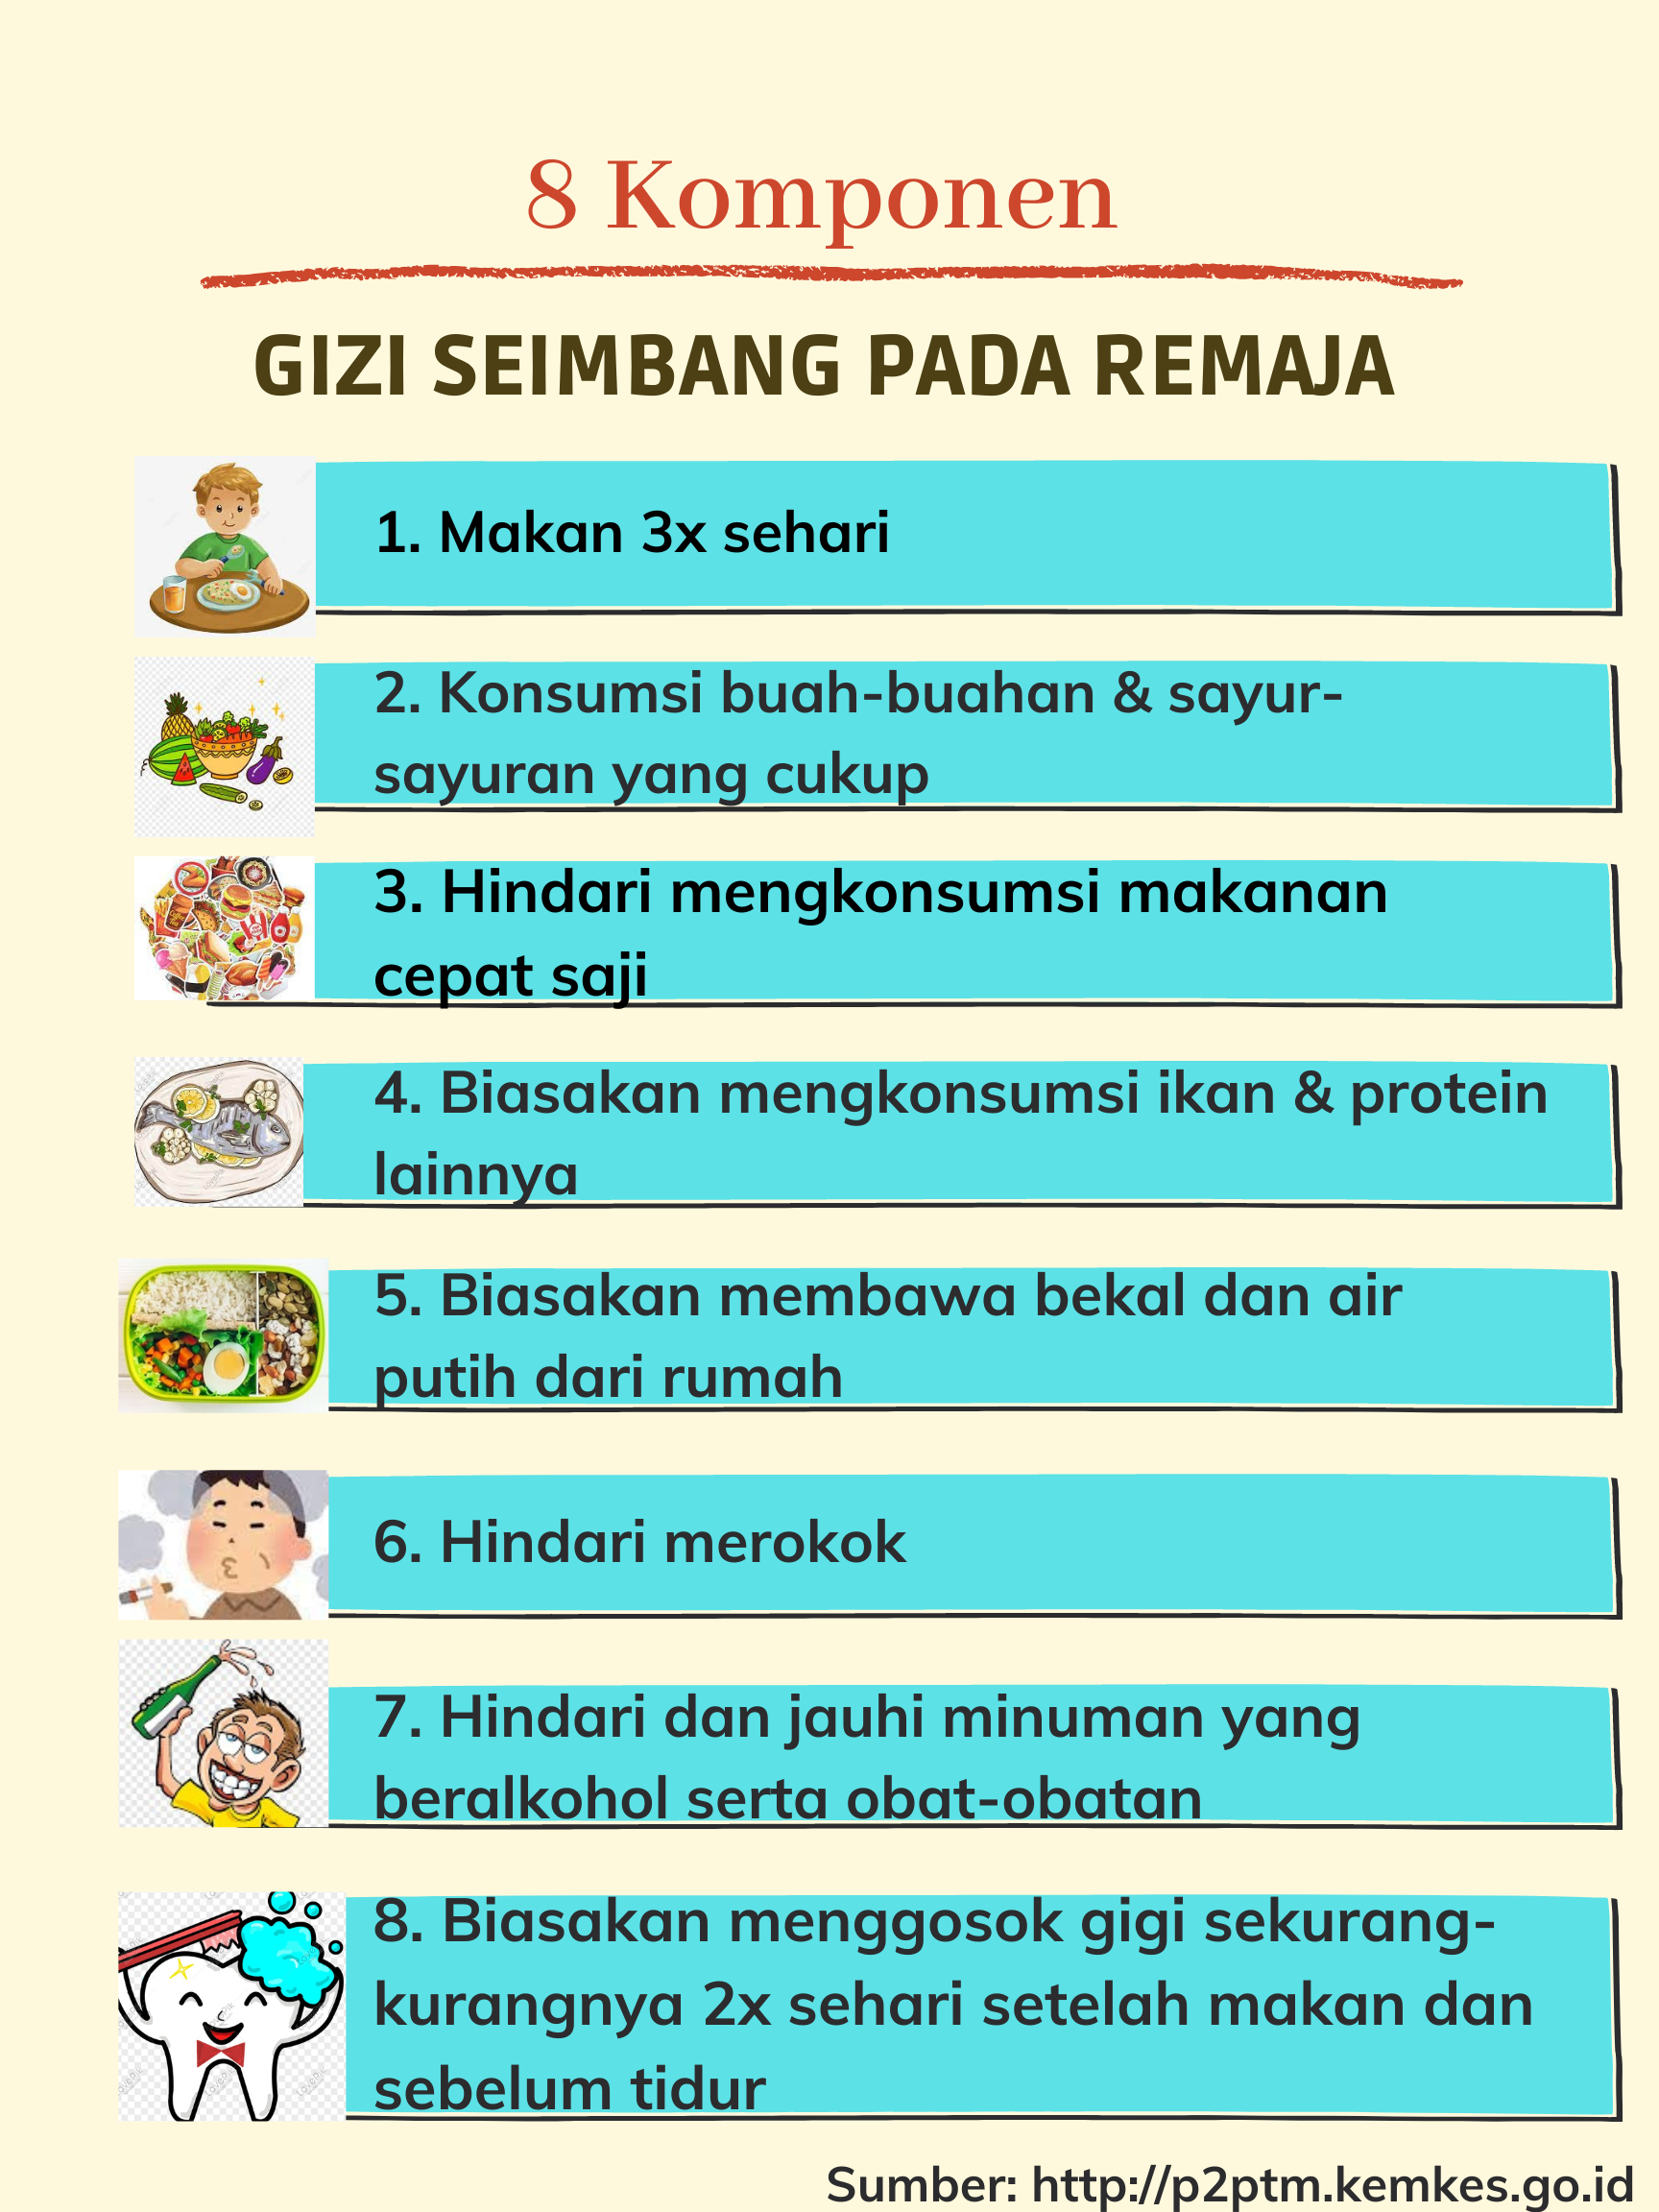 8 Komponen
GIZI SEIMBANG PADA REMAJA
1. Makan 3x sehari
2. Konsumsi buah-buahan & sayur-
sayuran yang cukup
3. Hindari mengkonsumsi makanan
cepat saji
4. Biasakan mengkonsumsi ikan & protein
lainnya
5. Biasakan membawa bekal dan air
putih dari rumah
6. Hindari merokok
7. Hindari dan jauhi minuman yang
beralkohol serta obat-obatan
8. Biasakan menggosok gigi sekurang-
kurangnya 2x sehari setelah makan dan
sebelum tidur
Sumber: http://p2ptm.kemkes.go.id